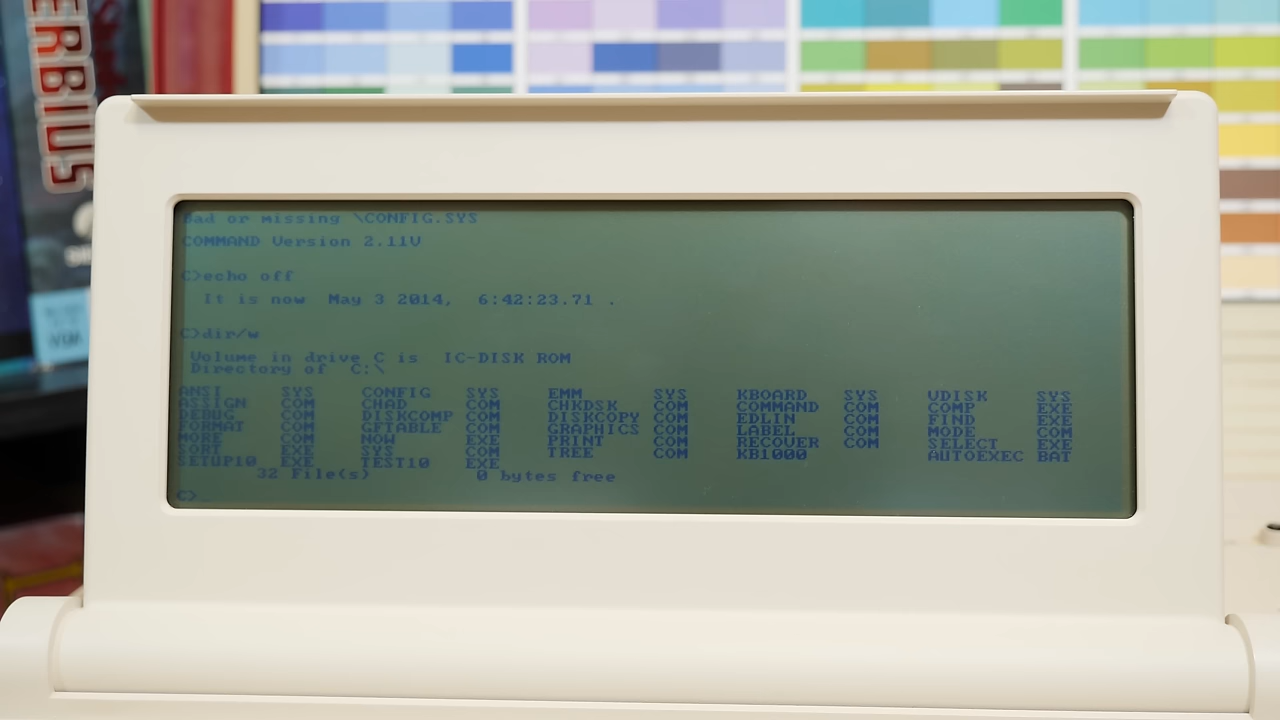 ERBIUS
Bad or missing \CONFIG.SYS
COMMAND Version 2.11V
C>echo off
It is now May 3 2014, 6:42:23.71 .
C>dir/w
Volume in drive C is IC-DISK ROM
Directory of C:\
ANSI SYS CONFIG SYS EMM SYS KBOARD SYS VDISK SYS
ASSIGN COM CHAD COM CHKDSK COM COMMAND COM COMP EXE
DEBUG COM DISKCOMP COM DISKCOPY COM EDLIN COM FIND EXE
FORMAT COM GFTABLE COM GRAPHICS COM LABEL COM MODE COM
MORE COM NOW EXE PRINT COM RECOVER COM SELECT EXE
SORT EXE SYS COM TREE COM KB1000 AUTOEXEC BAT
SETUP10 EXE TEST10 EXE
32 File(s) 0 bytes free
C>